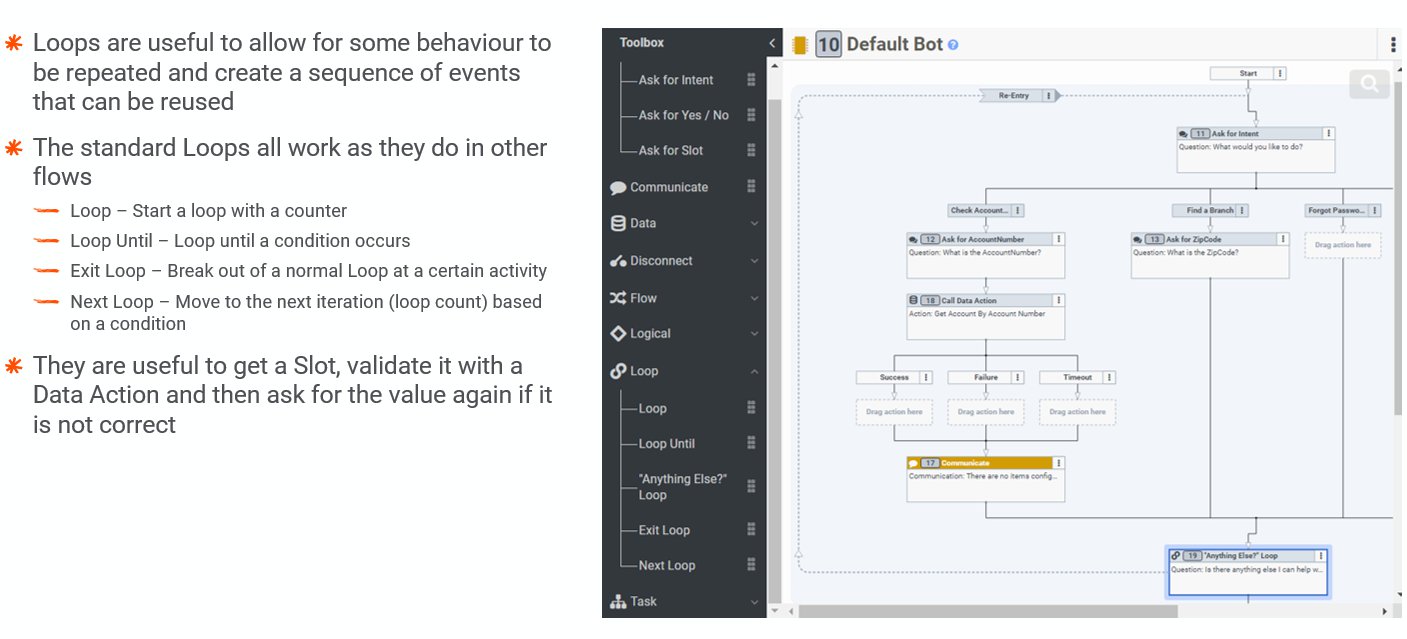 Loops are useful to allow for some behaviour to
be repeated and create a sequence of events
that can be reused
The standard Loops all work as they do in other
flows
Loop – Start a loop with a counter
Loop Until – Loop until a condition occurs
Exit Loop – Break out of a normal Loop at a certain activity
Next Loop – Move to the next iteration (loop count) based
on a condition
They are useful to get a Slot, validate it with a
Data Action and then ask for the value again if it
is not correct
Toolbox
Ask for Intent
Ask for Yes / No
Ask for Slot
Communicate
Data
Disconnect
Flow
Logical
Loop
Loop
Loop Until
"Anything Else?"
Loop
Exit Loop
Next Loop
Task
10 Default Bot ?
Start
Re-Entry
11 Ask for Intent
Question: What would you like to do?
Check Account...
Find a Branch
Forgot Passwo...
12 Ask for AccountNumber
Question: What is the AccountNumber?
13 Ask for ZipCode
Question: What is the ZipCode?
Drag action here
18 Call Data Action
Action: Get Account By Account Number
Success
Failure
Timeout
Drag action here
Drag action here
Drag action here
17 Communicate
Communication: There are no items config...
19 "Anything Else?" Loop
Question: Is there anything else I can help w...